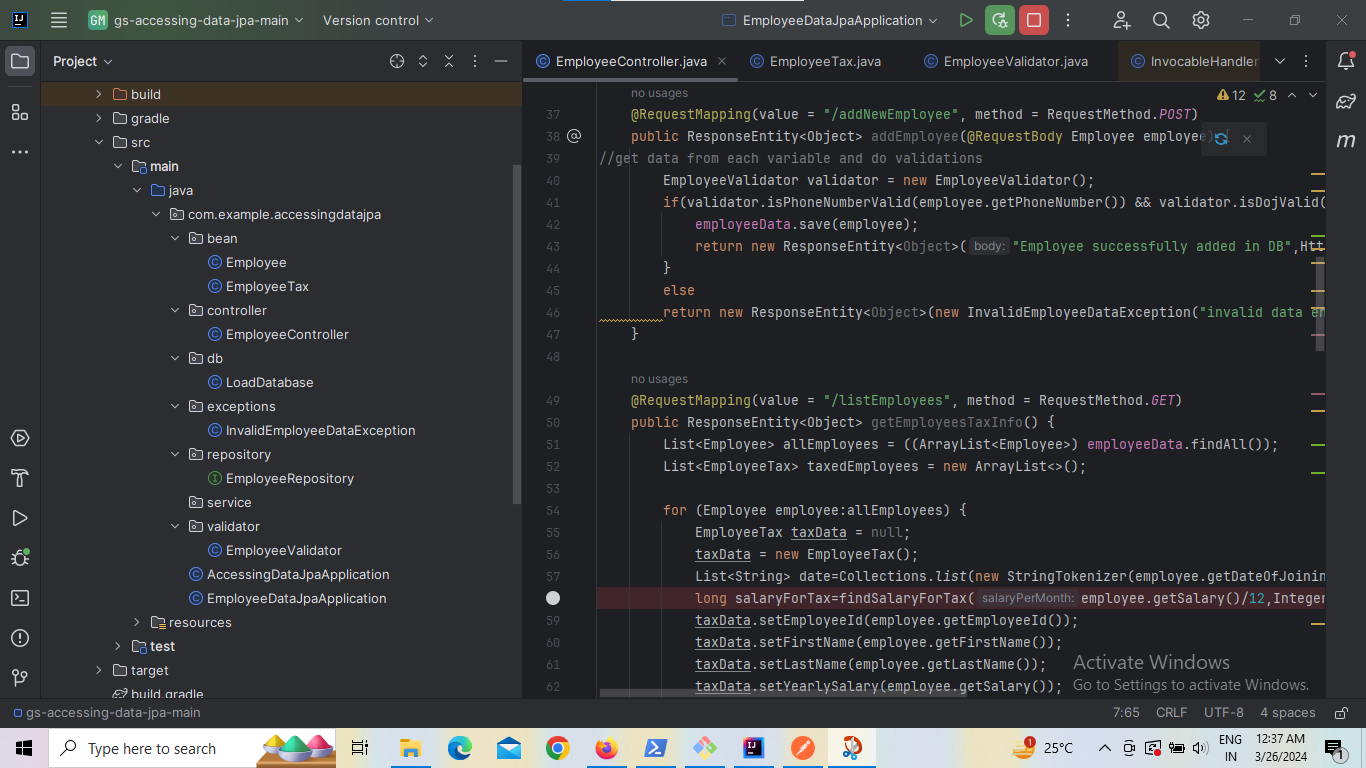 GM gs-accessing-data-jpa-main Version control EmployeeDataJpaApplication
Project
build
gradle
src
main
java
com.example.accessingdatajpa
bean
Employee
EmployeeTax
controller
EmployeeController
db
LoadDatabase
exceptions
InvalidEmployeeDataException
repository
EmployeeRepository
service
validator
EmployeeValidator
AccessingDataJpaApplication
EmployeeDataJpaApplication
resources
test
target
build.gradle
EmployeeController.java EmployeeTax.java EmployeeValidator.java InvocableHandler
12 8
no usages
37 @RequestMapping(value = "/addNewEmployee", method = RequestMethod.POST)
38 public ResponseEntity<Object> addEmployee(@RequestBody Employee employee) {
39 //get data from each variable and do validations
40 EmployeeValidator validator = new EmployeeValidator();
41 if(validator.isPhoneNumberValid(employee.getPhoneNumber()) && validator.isDojValid(
42 employeeData.save(employee);
43 return new ResponseEntity<Object>( body: "Employee successfully added in DB",Htt
44 }
45 else
46 return new ResponseEntity<Object>(new InvalidEmployeeDataException("invalid data en
47 }
48
no usages
49 @RequestMapping(value = "/listEmployees", method = RequestMethod.GET)
50 public ResponseEntity<Object> getEmployeesTaxInfo() {
51 List<Employee> allEmployees = ((ArrayList<Employee>) employeeData.findAll());
52 List<EmployeeTax> taxedEmployees = new ArrayList<>();
53
54 for (Employee employee:allEmployees) {
55 EmployeeTax taxData = null;
56 taxData = new EmployeeTax();
57 List<String> date=Collections.list(new StringTokenizer(employee.getDateOfJoinin
long salaryForTax=findSalaryForTax( salaryPerMonth: employee.getSalary()/12,Integer
59 taxData.setEmployeeId(employee.getEmployeeId());
60 taxData.setFirstName(employee.getFirstName());
61 taxData.setLastName(employee.getLastName());
62 taxData.setYearlySalary(employee.getSalary());
Activate Windows
Go to Settings to activate Windows.
gs-accessing-data-jpa-main 7:65 CRLF UTF-8 4 spaces
Type here to search 1 25°C ENG IN 12:37 AM 3/26/2024 1